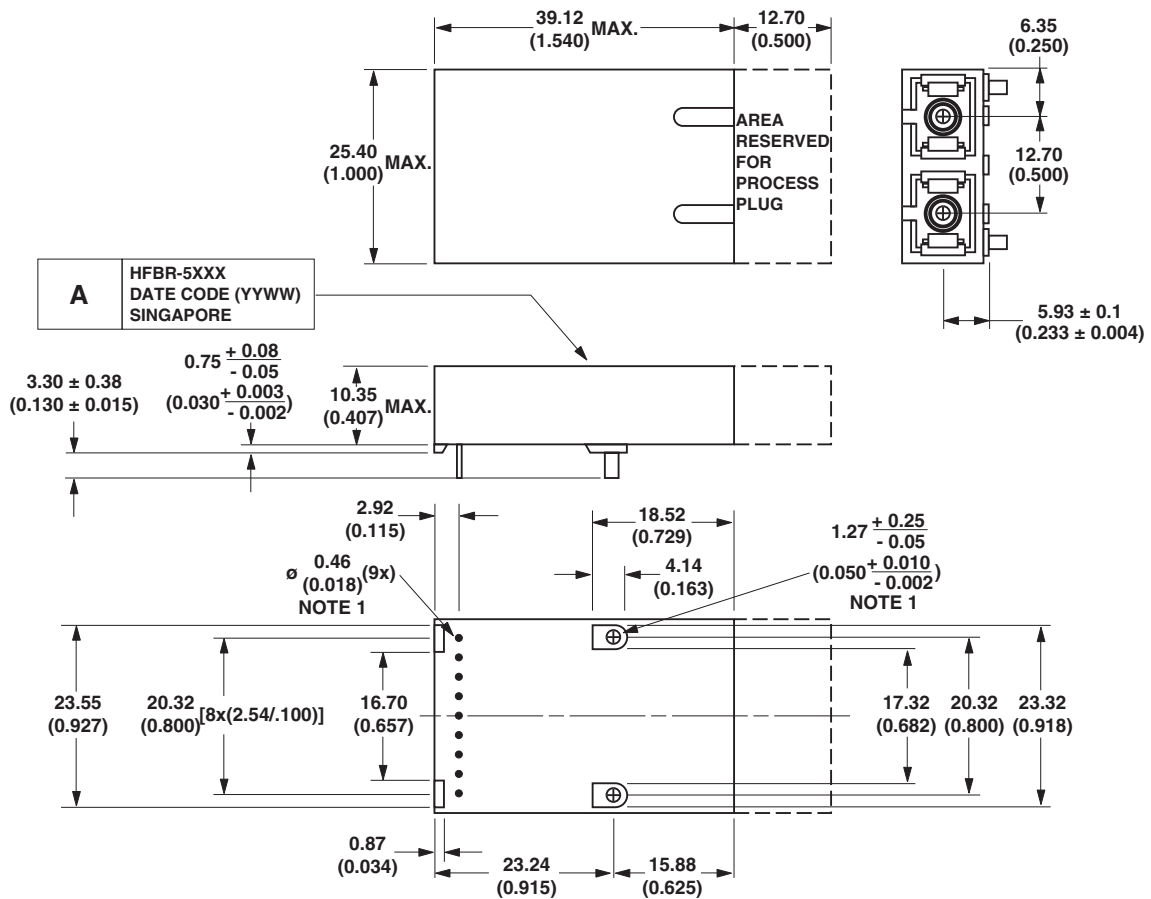 39.12
(1.540) MAX.
12.70
(0.500)
6.35
(0.250)
25.40
(1.000) MAX.
AREA
RESERVED
FOR
PROCESS
PLUG
12.70
(0.500)
A
HFBR-5XXX
DATE CODE (YYWW)
SINGAPORE
5.93 ± 0.1
(0.233 ± 0.004)
3.30 ± 0.38
(0.130 ± 0.015)
0.75 + 0.08
- 0.05
(0.030 + 0.003
- 0.002)
10.35
(0.407) MAX.
2.92
(0.115)
18.52
(0.729)
4.14
(0.163)
1.27 + 0.25
- 0.05
(0.050 + 0.010
- 0.002)
NOTE 1
ø 0.46
(0.018) (9x)
NOTE 1
23.55
(0.927)
20.32
(0.800) [8x(2.54/.100)]
16.70
(0.657)
17.32
(0.682)
20.32
(0.800)
23.32
(0.918)
0.87
(0.034)
23.24
(0.915)
15.88
(0.625)